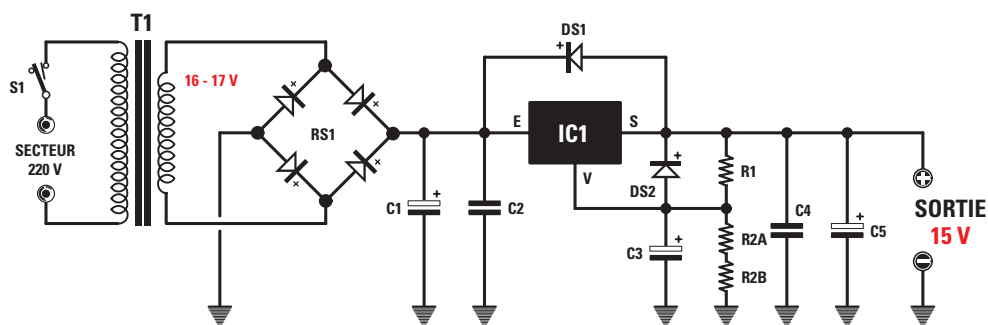 T1
DS1
+
S1
16 - 17 V
E
IC1
S
RS1
SECTEUR
220 V
V
+
DS2
R1
C1
+
C2
C3
+
R2A
R2B
C4
+
C5
SORTIE
15 V